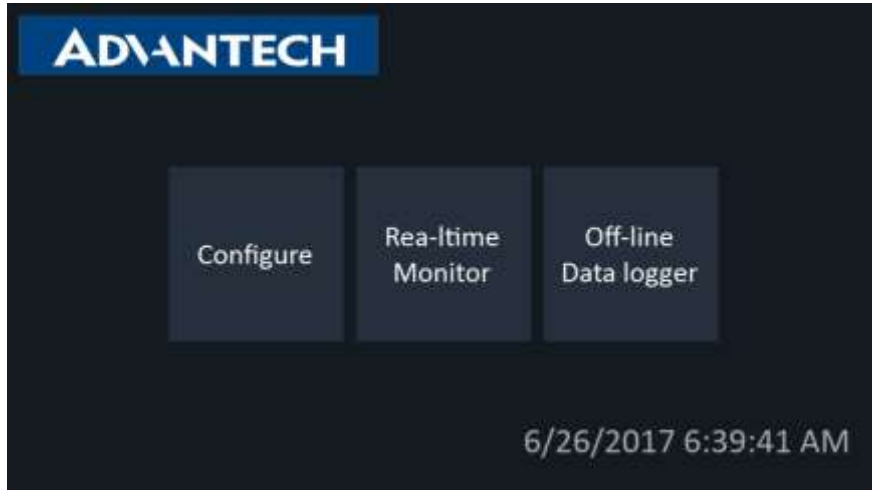 ADVANTECH
Configure
Rea-ltime
Monitor
Off-line
Data logger
6/26/2017 6:39:41 AM